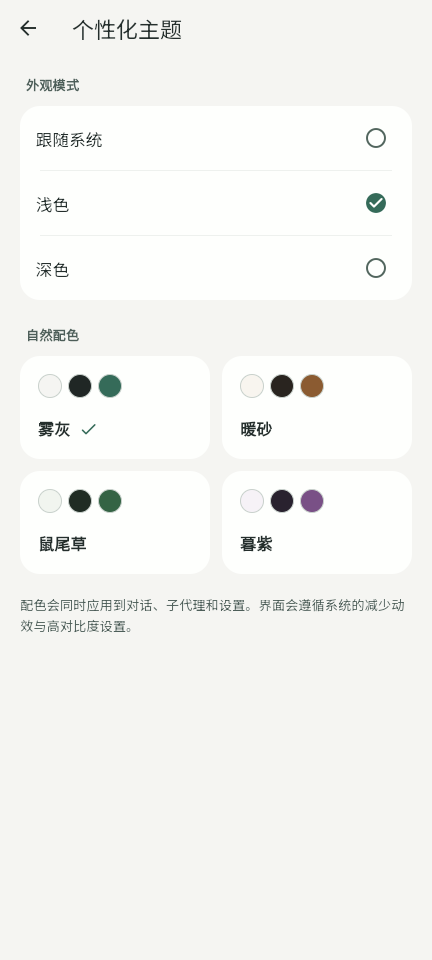 个性化主题
外观模式
跟随系统
浅色
深色
自然配色
雾灰
暖砂
鼠尾草
暮紫
配色会同时应用到对话、子代理和设置。界面会遵循系统的减少动
效与高对比度设置。